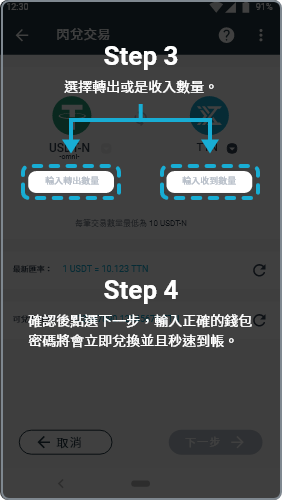 12:30 91%
閃兌交易
Step 3
選擇轉出或是收入數量。
USDT-N TTN
-omni-
輸入轉出數量 輸入收到數量
每筆交易數量最低為 10 USDT-N
最新匯率： 1 USDT = 10.123 TTN
Step 4
確認後點選下一步，輸入正確的錢包
密碼將會立即兌換並且秒速到帳。
取消 下一步